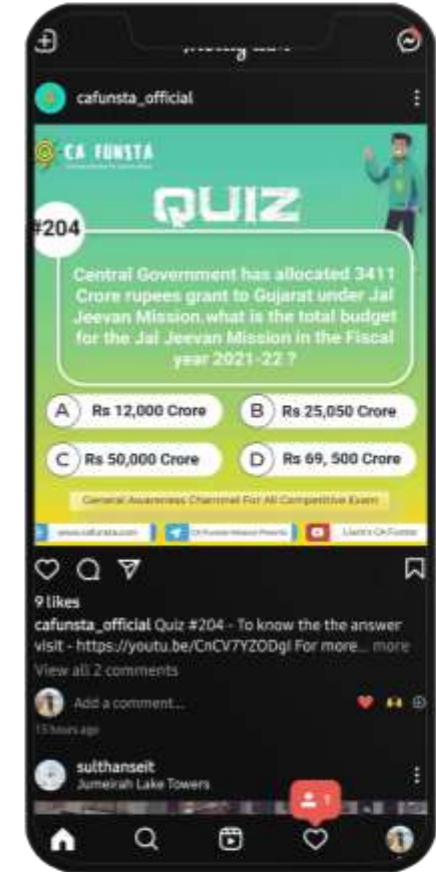 cafunsta_official
CA FUNSTA
QUIZ
#204
Central Government has allocated 3411
Crore rupees grant to Gujarat under Jal
Jeevan Mission,what is the total budget
for the Jal Jeevan Mission in the Fiscal
year 2021-22 ?
A Rs 12,000 Crore
B Rs 25,050 Crore
C Rs 50,000 Crore
D Rs 69, 500 Crore
General Awareness Channel For All Competitive Exam
www.cafunsta.com
9 likes
cafunsta_official Quiz #204 - To know the the answer
visit - https://youtu.be/CnCV7YZODgI For more... more
View all 2 comments
Add a comment...
15 hours ago
sulthanseit
Jumeirah Lake Towers
1